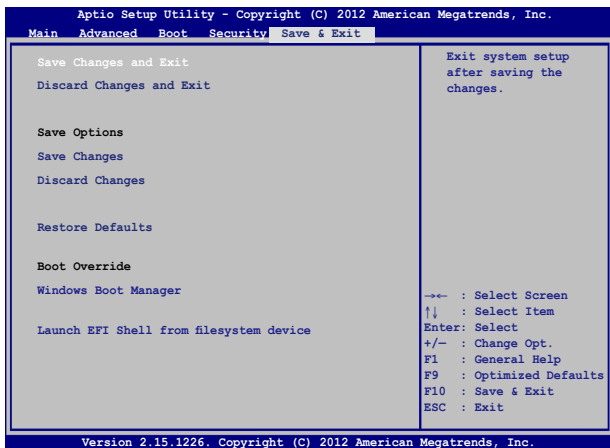 Aptio Setup Utility - Copyright (C) 2012 American Megatrends, Inc.
Main Advanced Boot Security Save & Exit
Save Changes and Exit
Discard Changes and Exit
Save Options
Save Changes
Discard Changes
Restore Defaults
Boot Override
Windows Boot Manager
Launch EFI Shell from filesystem device
Exit system setup
after saving the
changes.
→← : Select Screen
↑↓ : Select Item
Enter: Select
+/— : Change Opt.
F1 : General Help
F9 : Optimized Defaults
F10 : Save & Exit
ESC : Exit
Version 2.15.1226. Copyright (C) 2012 American Megatrends, Inc.